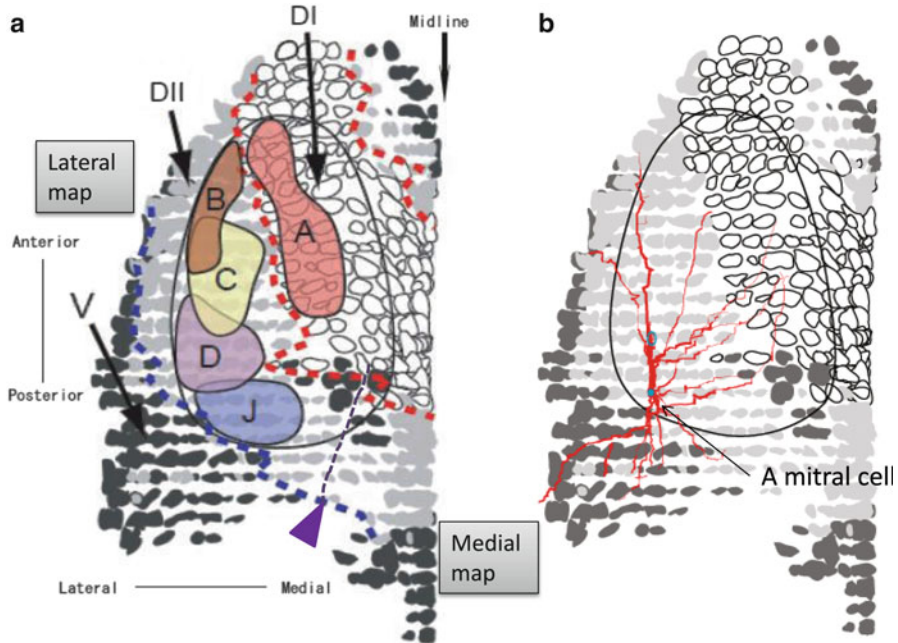 a
DI
Midline
b
DII
Lateral
map
B
A
Anterior
C
V
D
Posterior
J
A mitral cell
Medial
map
Lateral
Medial